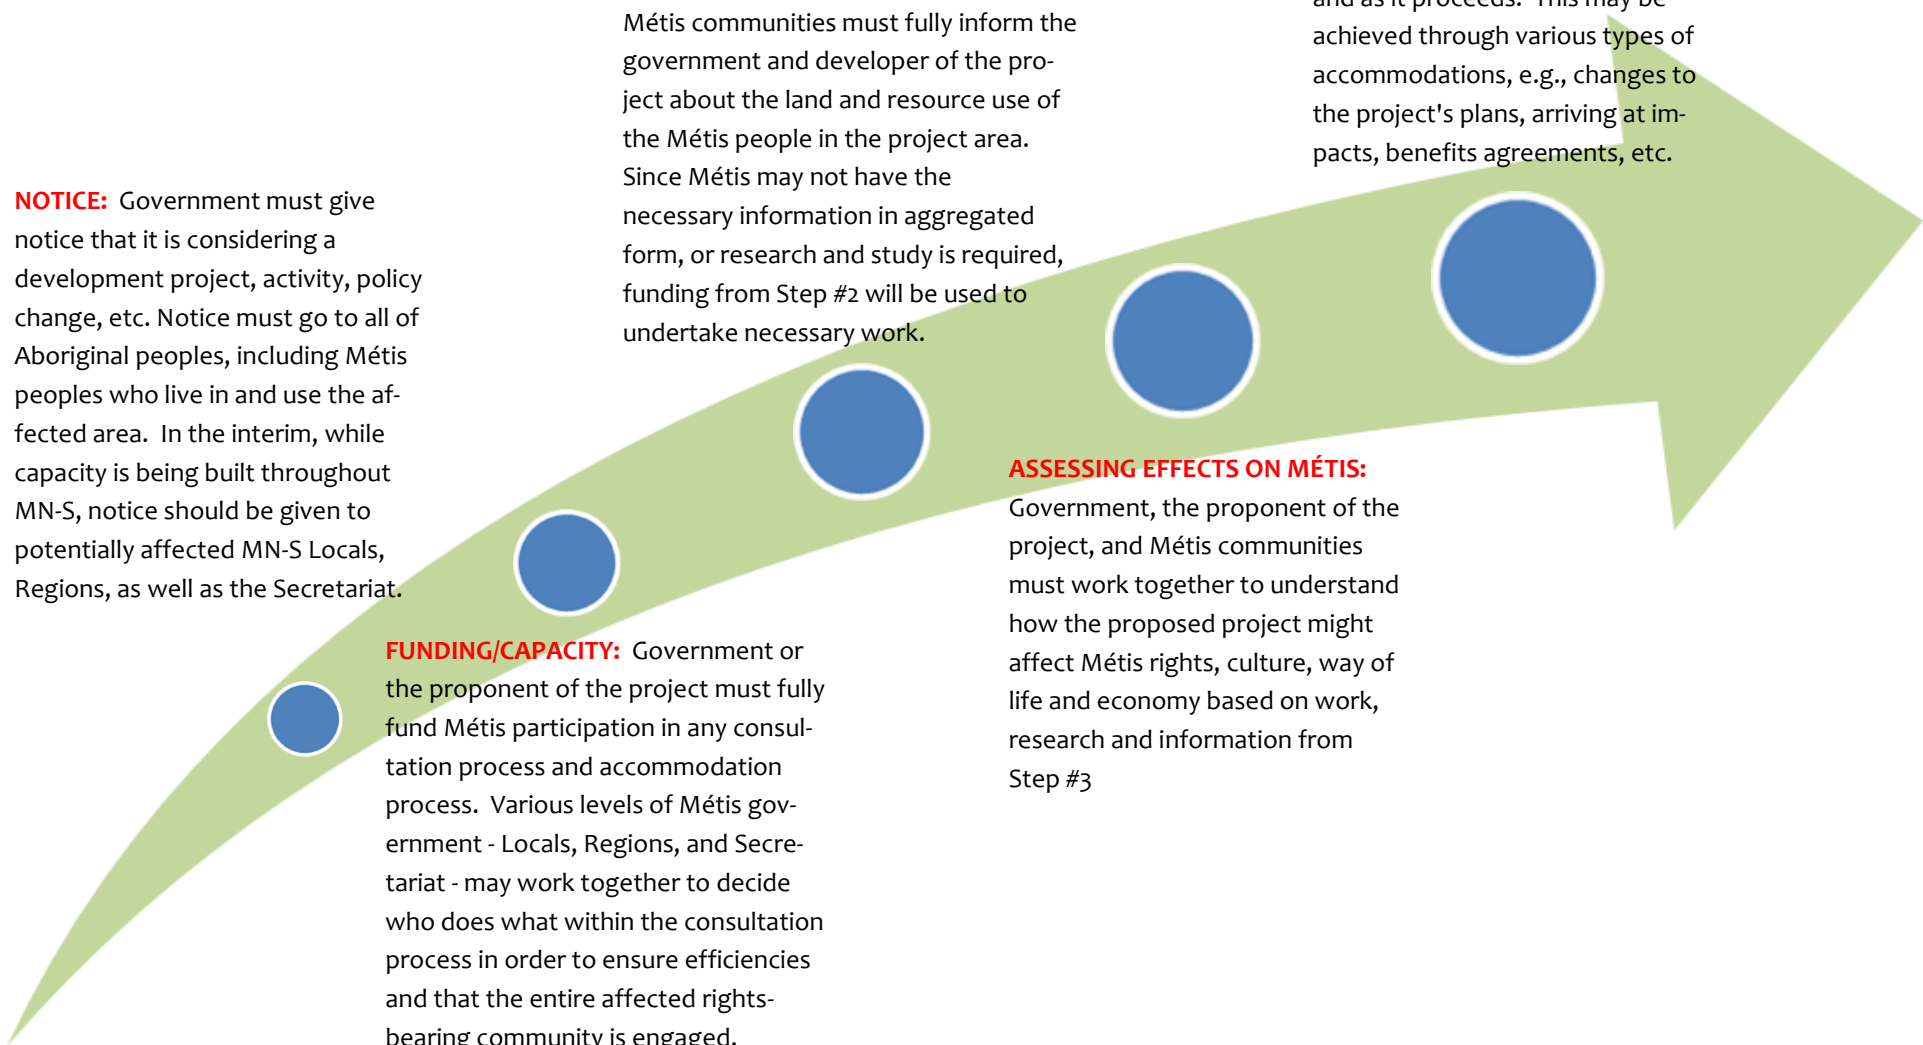 NOTICE: Government must give
notice that it is considering a
development project, activity, policy
change, etc. Notice must go to all of
Aboriginal peoples, including Métis
peoples who live in and use the af-
fected area. In the interim, while
capacity is being built throughout
MN-S, notice should be given to
potentially affected MN-S Locals,
Regions, as well as the Secretariat.
FUNDING/CAPACITY: Government or
the proponent of the project must fully
fund Métis participation in any consul-
tation process and accommodation
process. Various levels of Métis gov-
ernment - Locals, Regions, and Secre-
tariat - may work together to decide
who does what within the consultation
process in order to ensure efficiencies
and that the entire affected rights-
bearing community is engaged.
Métis communities must fully inform the
government and developer of the pro-
ject about the land and resource use of
the Métis people in the project area.
Since Métis may not have the
necessary information in aggregated
form, or research and study is required,
funding from Step #2 will be used to
undertake necessary work.
ASSESSING EFFECTS ON MÉTIS:
Government, the proponent of the
project, and Métis communities
must work together to understand
how the proposed project might
affect Métis rights, culture, way of
life and economy based on work,
research and information from
Step #3
and as it proceeds. This may be
achieved through various types of
accommodations, e.g., changes to
the project's plans, arriving at im-
pacts, benefits agreements, etc.